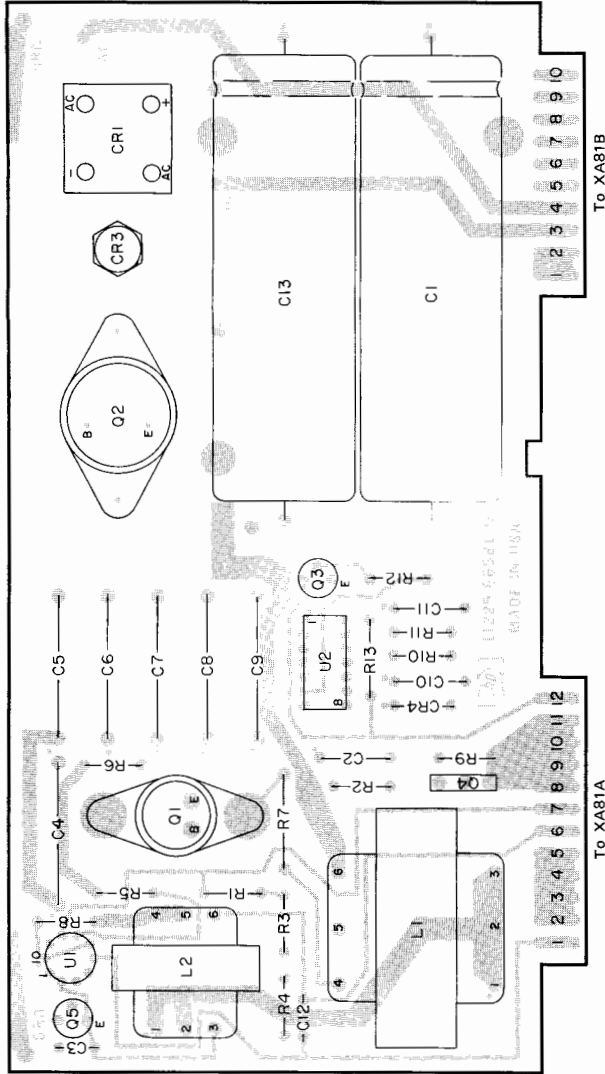 AC
AC
-
+
CR1
CR3
B
Q2
E
C13
C1
1 2 3 4 5 6 7 8 9 10
To XA81B
C5
C6
C7
C8
C9
Q3
E
R12
1
U2
8
R13
C11
R11
R10
C10
CR4
MADE IN USA
C4
R6
Q1
B
E
R7
C2
R2
R9
Q4
R5
R1
R3
R8
10
1
U1
Q5
E
C3
L2
1 2 3
4 5 6
R4
C12
L1
4 5 6
1 2 3
1 2 3 4 5 6 7 8 9 10 11 12
To XA81A